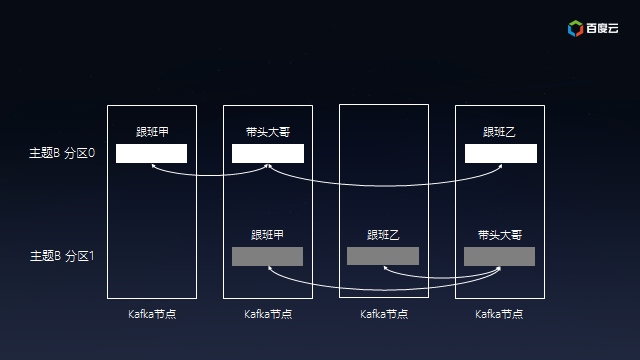 百度云
跟班甲 带头大哥 跟班乙
主题B 分区0
跟班甲 跟班乙 带头大哥
主题B 分区1
Kafka节点 Kafka节点 Kafka节点 Kafka节点